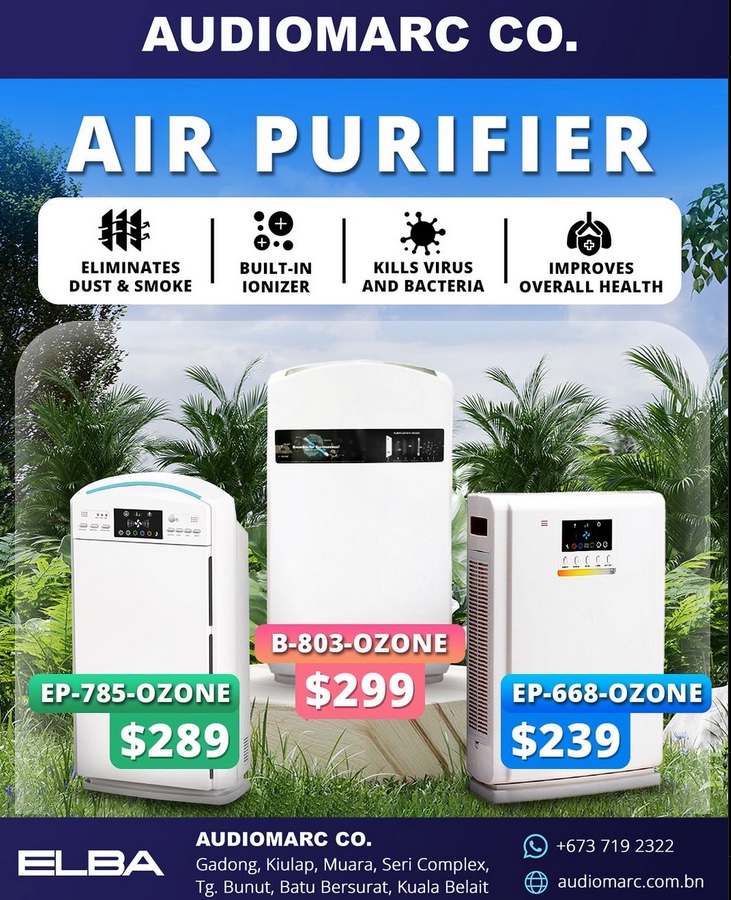 AUDIOMARC CO.
AIR PURIFIER
ELIMINATES
DUST & SMOKE
BUILT-IN
IONIZER
KILLS VIRUS
AND BACTERIA
IMPROVES
OVERALL HEALTH
B-803-OZONE
$299
EP-785-OZONE
$289
EP-668-OZONE
$239
ELBA
AUDIOMARC CO.
Gadong, Kiulap, Muara, Seri Complex,
Tg. Bunut, Batu Bersurat, Kuala Belait
+673 719 2322
audiomarc.com.bn